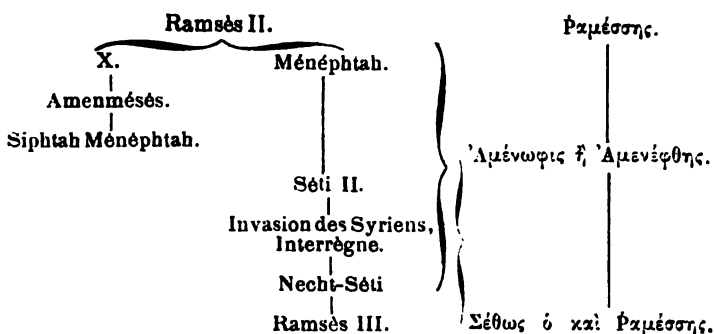 Ramsès II.
Ῥαμέσσης.
X.
Ménéphtah.
Amenmésès.
Siphtah Ménéphtah.
Ἀμένωφις ἢ Ἀμενέφθης.
Séti II.
Invasion des Syriens,
Interrègne.
Necht-Séti
Ramsès III.
Σέθως ὁ καὶ Ῥαμέσσης.